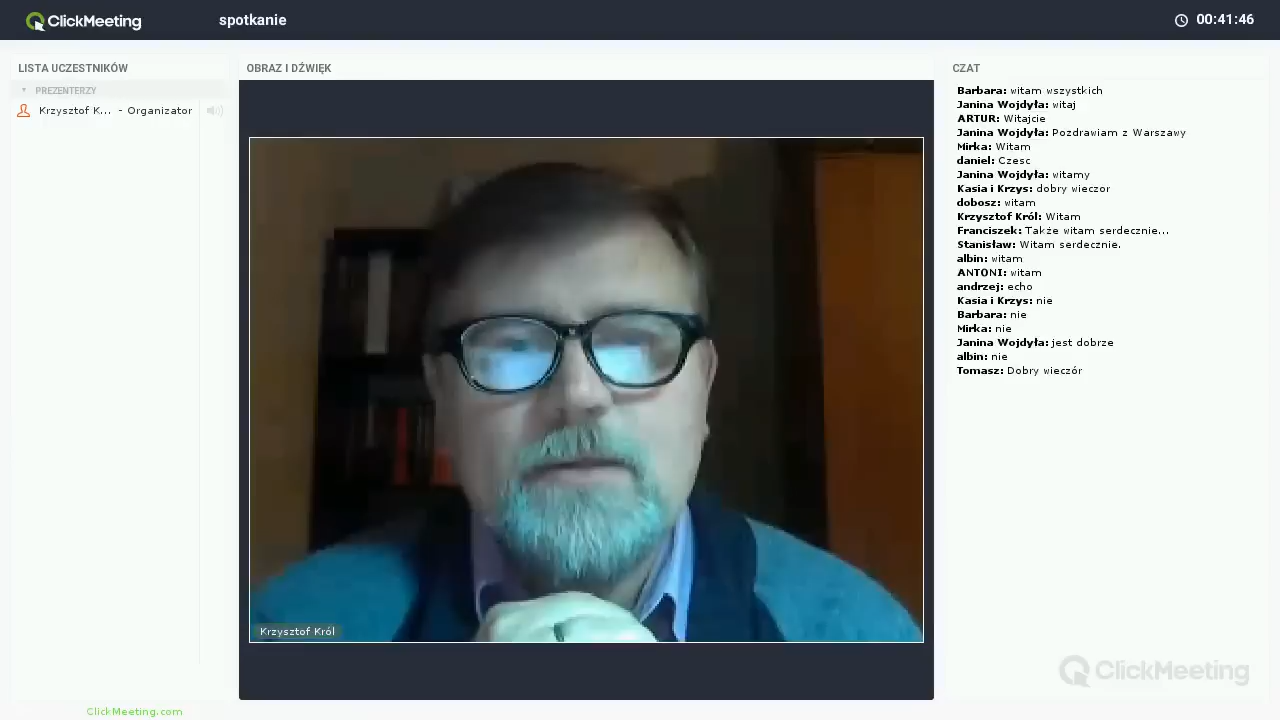 ClickMeeting
spotkanie
00:41:46
LISTA UCZESTNIKÓW
PREZENTERZY
Krzysztof K... - Organizator
OBRAZ I DŹWIĘK
Krzysztof Król
CZAT
Barbara: witam wszystkich
Janina Wojdyła: witaj
ARTUR: Witajcie
Janina Wojdyła: Pozdrawiam z Warszawy
Mirka: Witam
daniel: Czesc
Janina Wojdyła: witamy
Kasia i Krzys: dobry wieczor
dobosz: witam
Krzysztof Król: Witam
Franciszek: Także witam serdecznie...
Stanisław: Witam serdecznie.
albin: witam
ANTONI: witam
andrzej: echo
Kasia i Krzys: nie
Barbara: nie
Mirka: nie
Janina Wojdyła: jest dobrze
albin: nie
Tomasz: Dobry wieczór
ClickMeeting
ClickMeeting.com